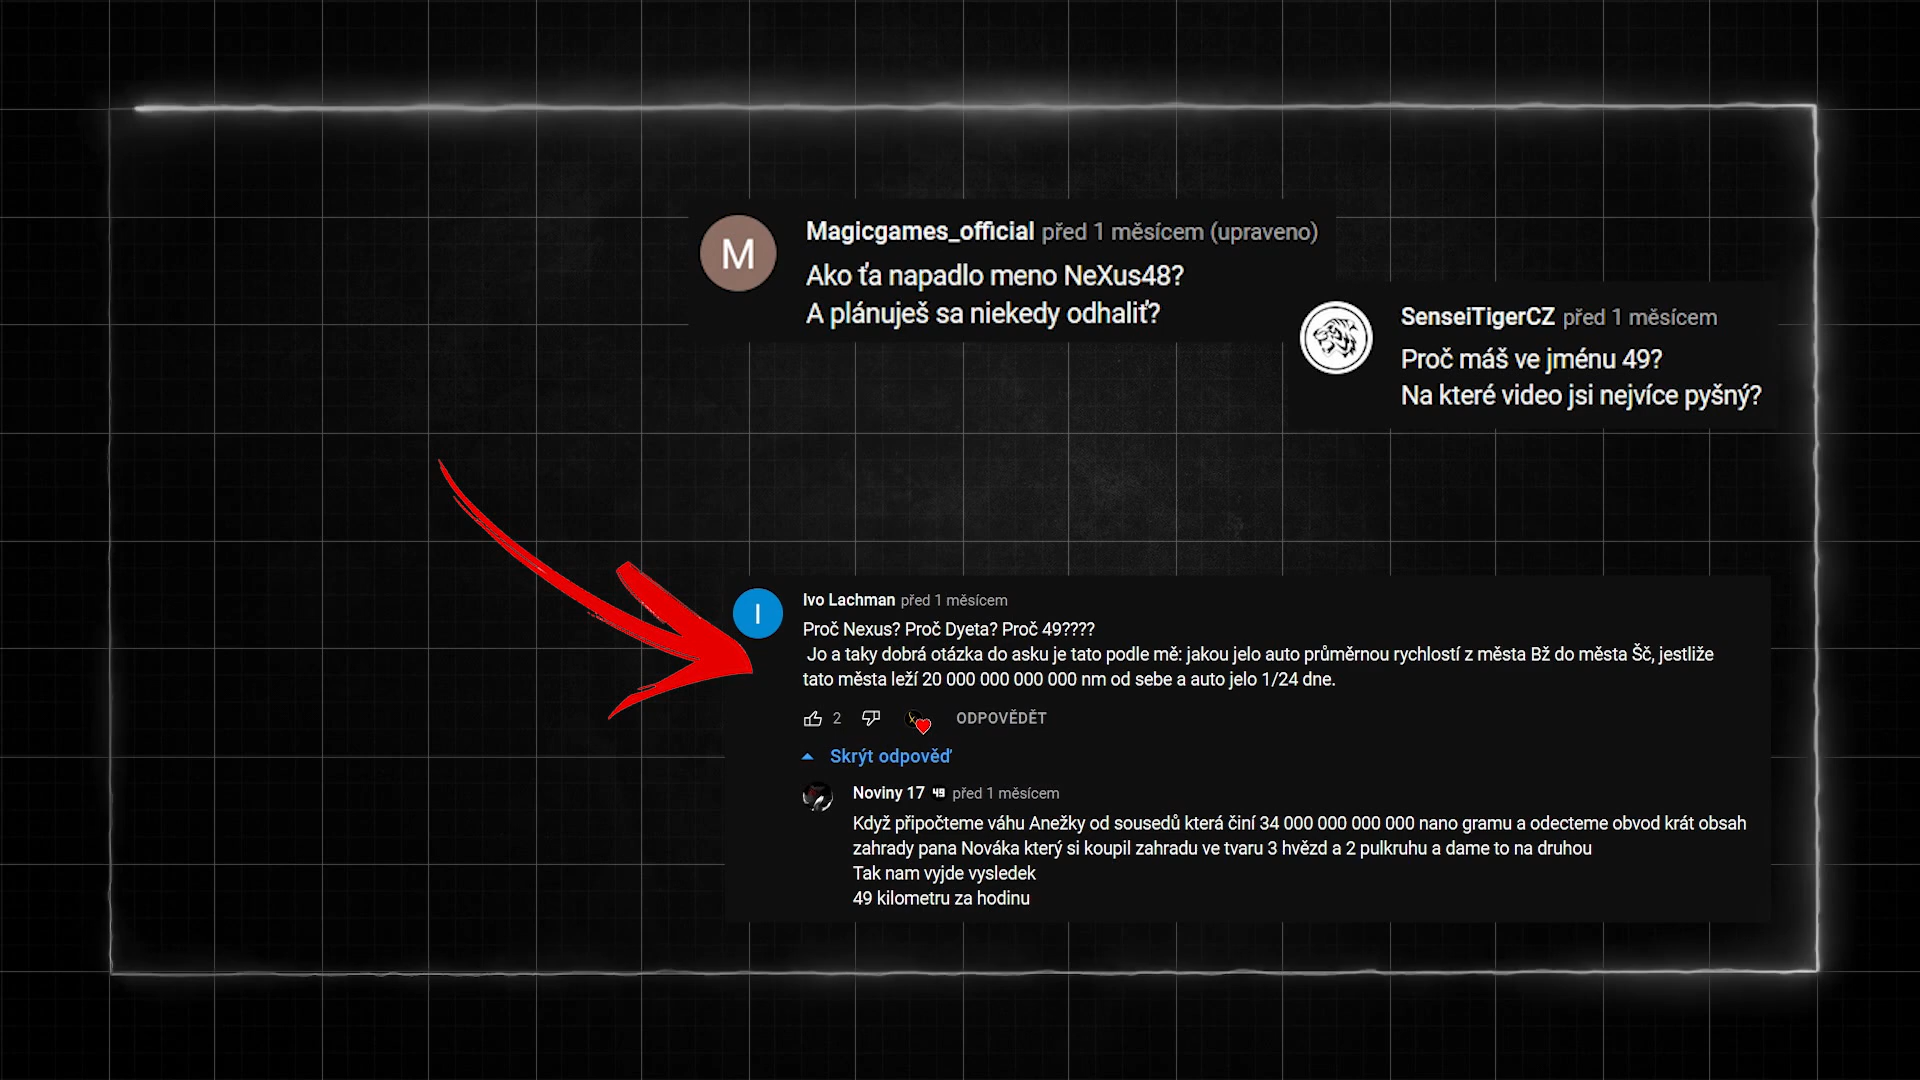 M
Magicgames_official před 1 měsícem (upraveno)
Ako ťa napadlo meno NeXus48?
A plánuješ sa niekedy odhaliť?
SenseiTigerCZ před 1 měsícem
Proč máš ve jménu 49?
Na které video jsi nejvíce pyšný?
I
Ivo Lachman před 1 měsícem
Proč Nexus? Proč Dyeta? Proč 49????
Jo a taky dobrá otázka do asku je tato podle mě: jakou jelo auto průměrnou rychlostí z města Bž do města Šč, jestliže
tato města leží 20 000 000 000 000 nm od sebe a auto jelo 1/24 dne.
2 ODPOVĚDĚT
Skrýt odpověď
Noviny 17 49 před 1 měsícem
Když připočteme váhu Anežky od sousedů která činí 34 000 000 000 000 nano gramu a odecteme obvod krát obsah
zahrady pana Nováka který si koupil zahradu ve tvaru 3 hvězd a 2 pulkruhu a dame to na druhou
Tak nam vyjde vysledek
49 kilometru za hodinu